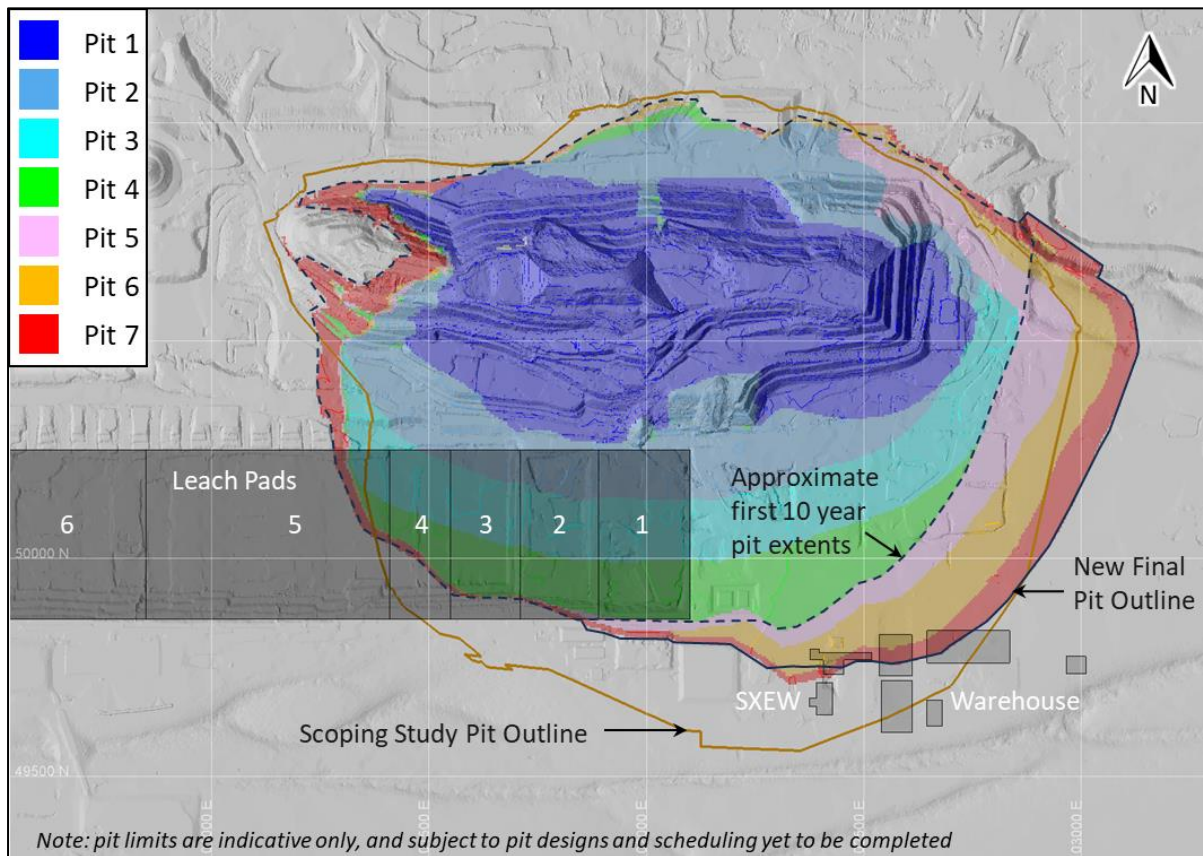 Pit 1
Pit 2
Pit 3
Pit 4
Pit 5
Pit 6
Pit 7
N
Leach Pads
6
5
4
3
2
1
Approximate
first 10 year
pit extents
50000 N
New Final
Pit Outline
SXEW
Warehouse
Scoping Study Pit Outline
49500 N
Note: pit limits are indicative only, and subject to pit designs and scheduling yet to be completed